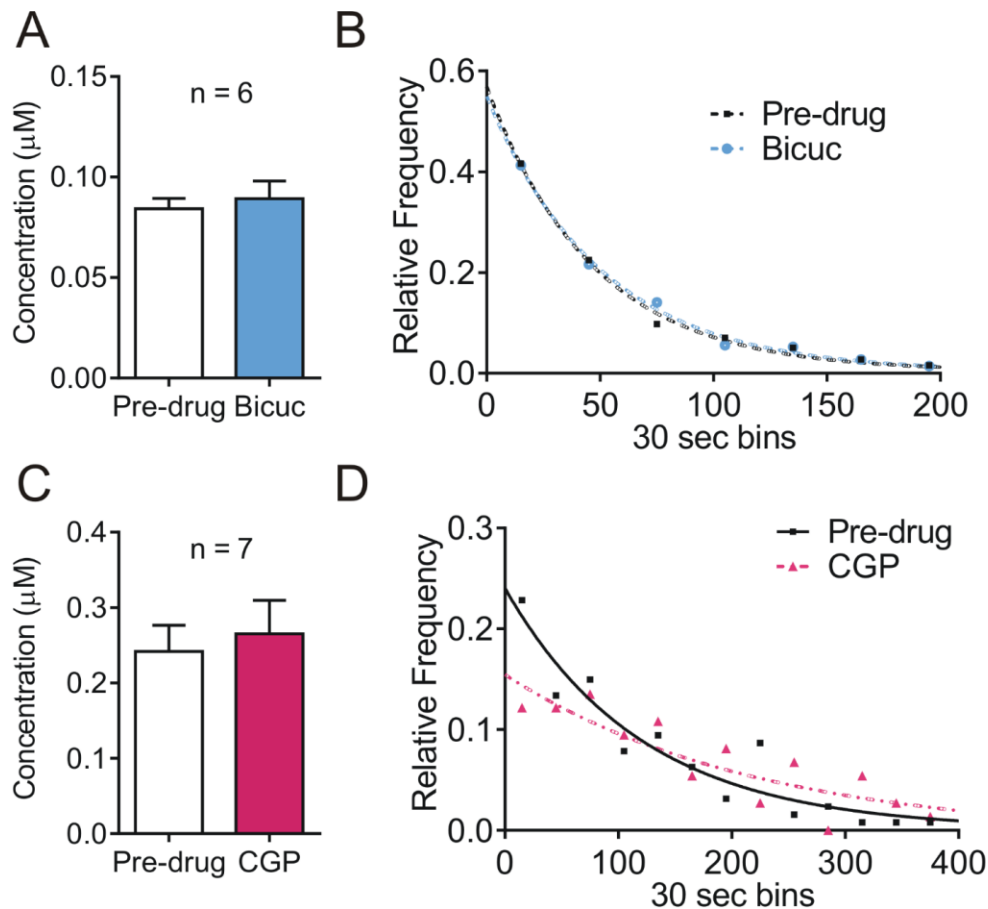 A
Concentration (μM)
0.15
0.10
0.05
0.00
n = 6
Pre-drug Bicuc
B
Relative Frequency
0.6
0.4
0.2
0.0
Pre-drug
Bicuc
0 50 100 150 200
30 sec bins
C
Concentration (μM)
0.4
0.3
0.2
0.1
0.0
n = 7
Pre-drug CGP
D
Relative Frequency
0.3
0.2
0.1
0.0
Pre-drug
CGP
0 100 200 300 400
30 sec bins